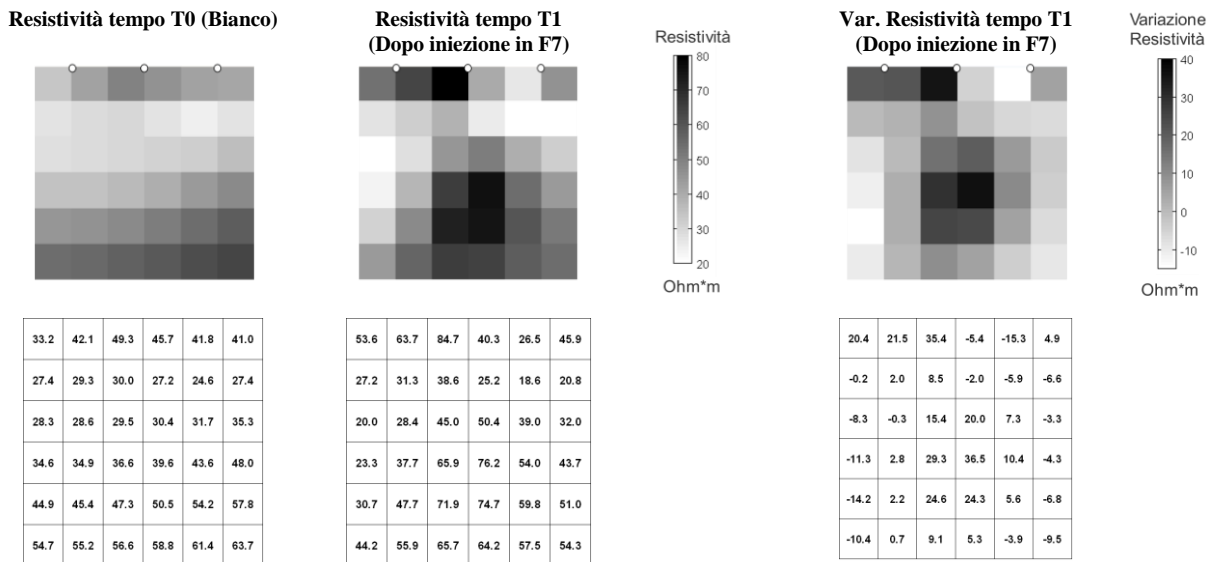 Resistività tempo T0 (Bianco)
Resistività tempo T1
(Dopo iniezione in F7)
Resistività
80
70
60
50
40
30
20
Ohm*m
Var. Resistività tempo T1
(Dopo iniezione in F7)
Variazione
Resistività
40
30
20
10
0
-10
Ohm*m
33.2 42.1 49.3 45.7 41.8 41.0
27.4 29.3 30.0 27.2 24.6 27.4
28.3 28.6 29.5 30.4 31.7 35.3
34.6 34.9 36.6 39.6 43.6 48.0
44.9 45.4 47.3 50.5 54.2 57.8
54.7 55.2 56.6 58.8 61.4 63.7
53.6 63.7 84.7 40.3 26.5 45.9
27.2 31.3 38.6 25.2 18.6 20.8
20.0 28.4 45.0 50.4 39.0 32.0
23.3 37.7 65.9 76.2 54.0 43.7
30.7 47.7 71.9 74.7 59.8 51.0
44.2 55.9 65.7 64.2 57.5 54.3
20.4 21.5 35.4 -5.4 -15.3 4.9
-0.2 2.0 8.5 -2.0 -5.9 -6.6
-8.3 -0.3 15.4 20.0 7.3 -3.3
-11.3 2.8 29.3 36.5 10.4 -4.3
-14.2 2.2 24.6 24.3 5.6 -6.8
-10.4 0.7 9.1 5.3 -3.9 -9.5